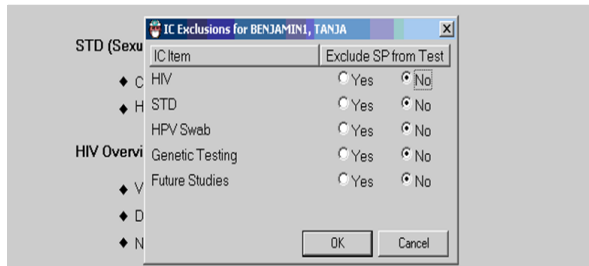 IC Exclusions for BENJAMIN1, TANJA
STD (Sexu
IC Item Exclude SP from Test
C
HIV Yes No
H
STD Yes No
HPV Swab Yes No
HIV Overvi
Genetic Testing Yes No
Future Studies Yes No
V
D
N
OK Cancel